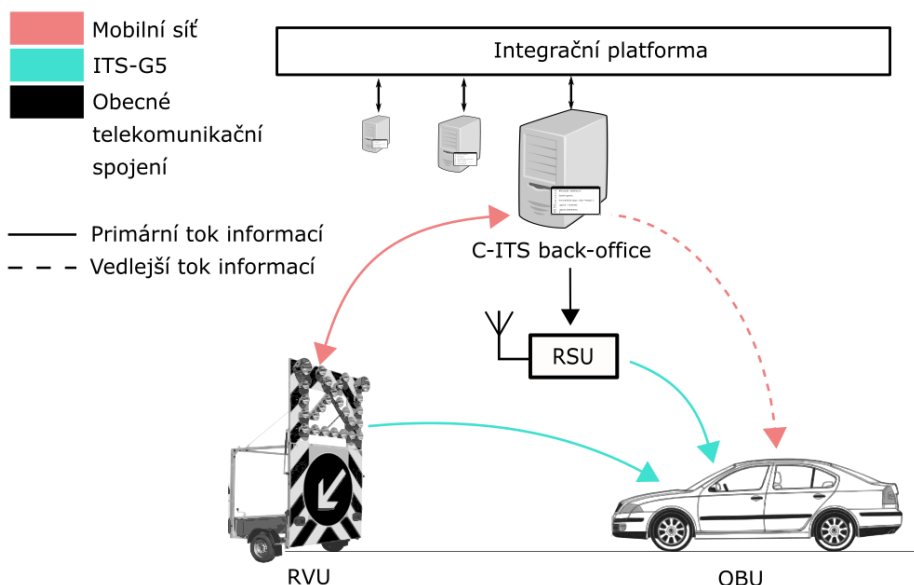 Mobilní síť
ITS-G5
Obecné
telekomunikační
spojení
Primární tok informací
Vedlejší tok informací
Integrační platforma
C-ITS back-office
RSU
RVU
OBU